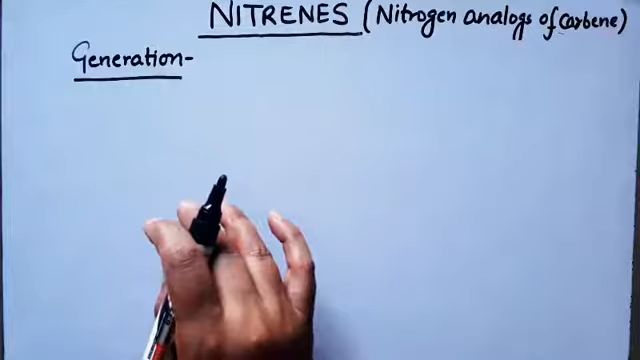 NITRENES (Nitrogen analogs of Carbene)
Generation-